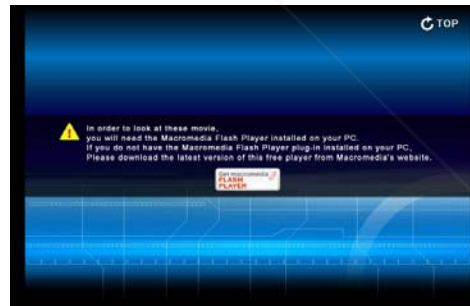 TOP
In order to look at these movie,
you will need the Macromedia Flash Player installed on your PC.
If you do not have the Macromedia Flash Player plug-in installed on your PC,
Please download the latest version of this free player from Macromedia's website.
Get macromedia
FLASH
PLAYER